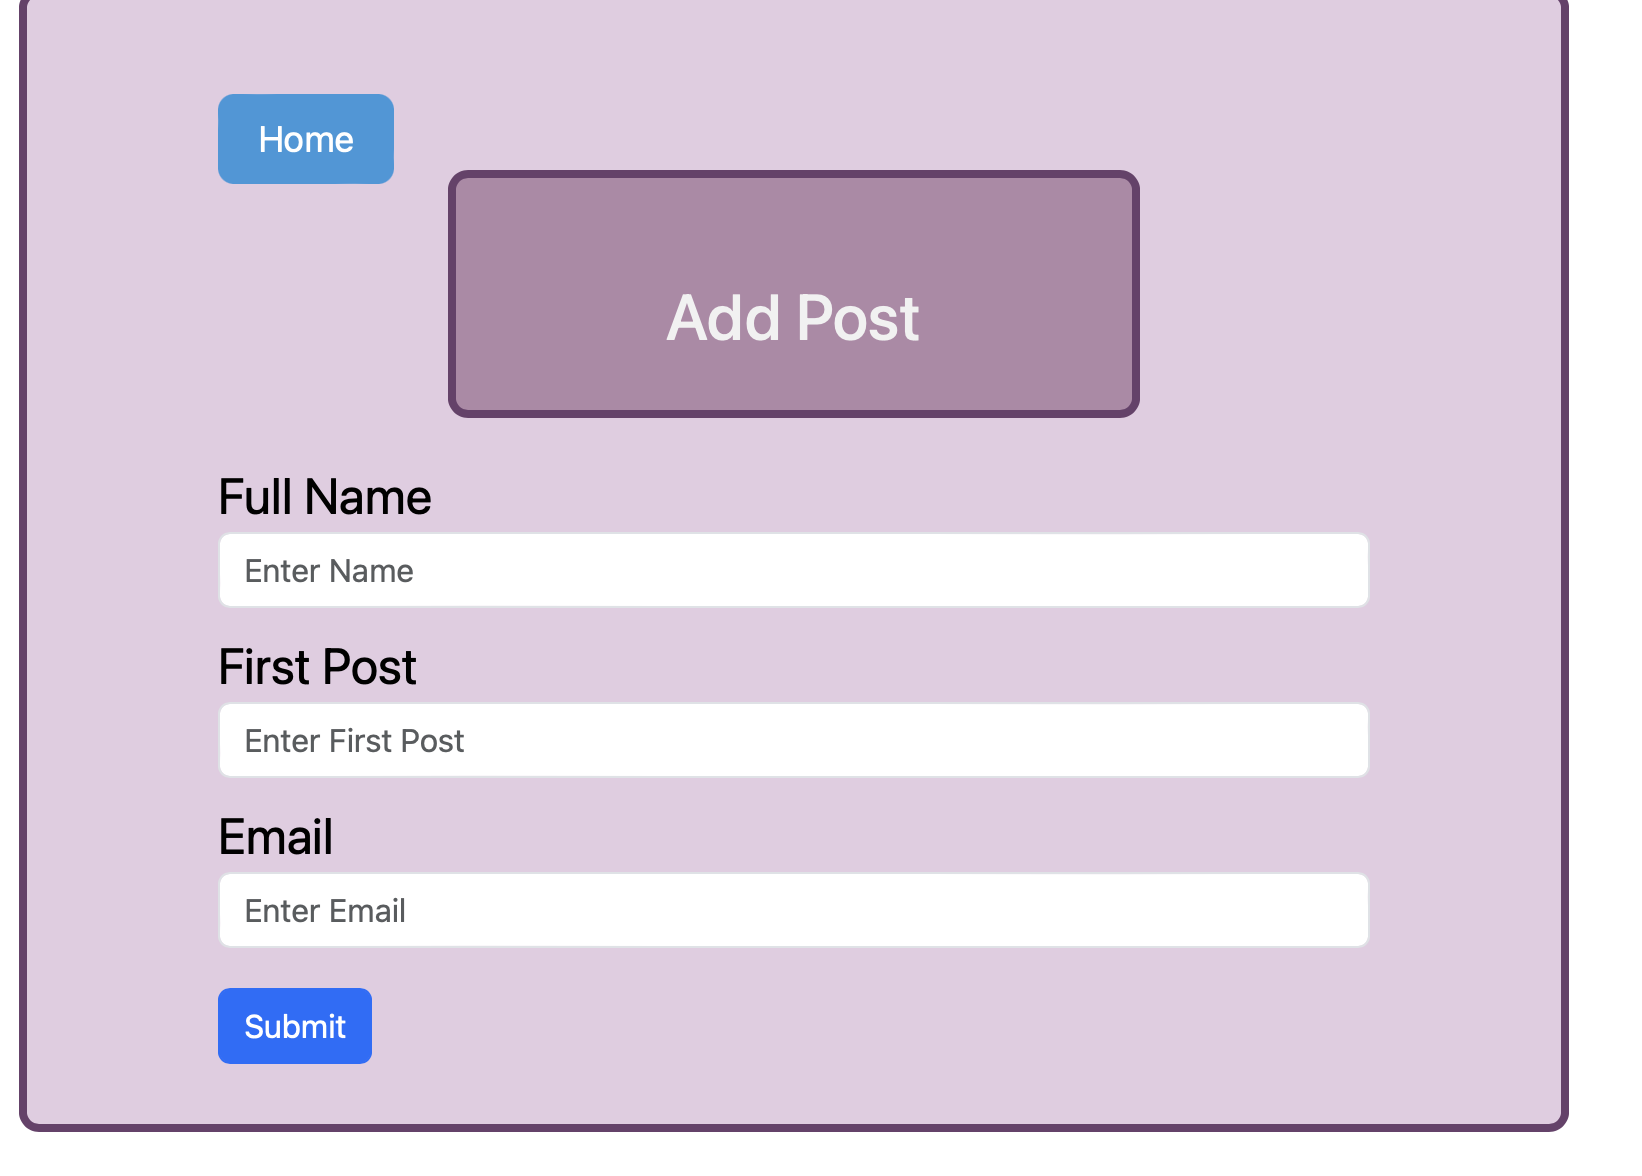 Home
Add Post
Full Name
Enter Name
First Post
Enter First Post
Email
Enter Email
Submit